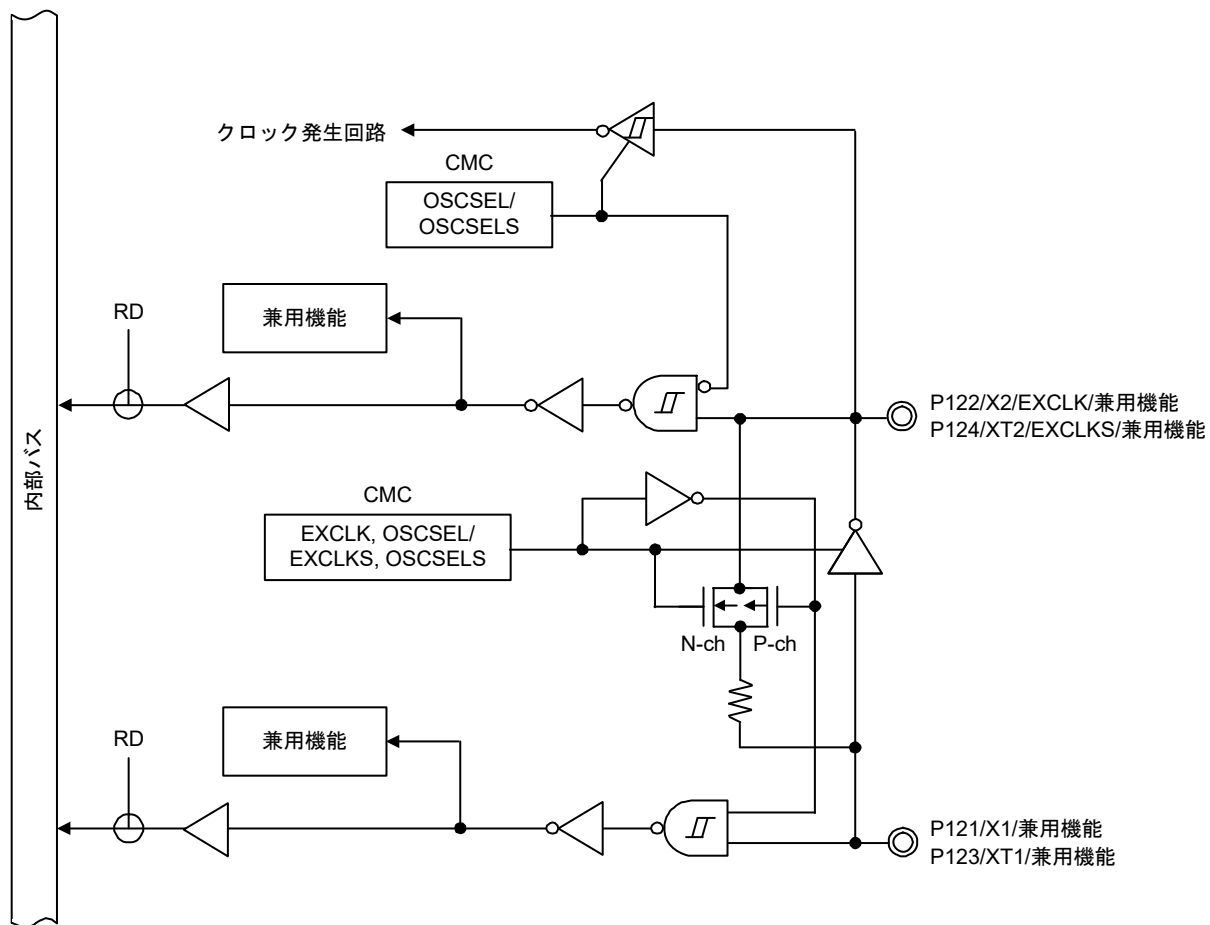 クロック発生回路
CMC
OSCSEL/
OSCSELS
RD
兼用機能
P122/X2/EXCLK/兼用機能
P124/XT2/EXCLKS/兼用機能
内部バス
CMC
EXCLK, OSCSEL/
EXCLKS, OSCSELS
N-ch
P-ch
RD
兼用機能
P121/X1/兼用機能
P123/XT1/兼用機能